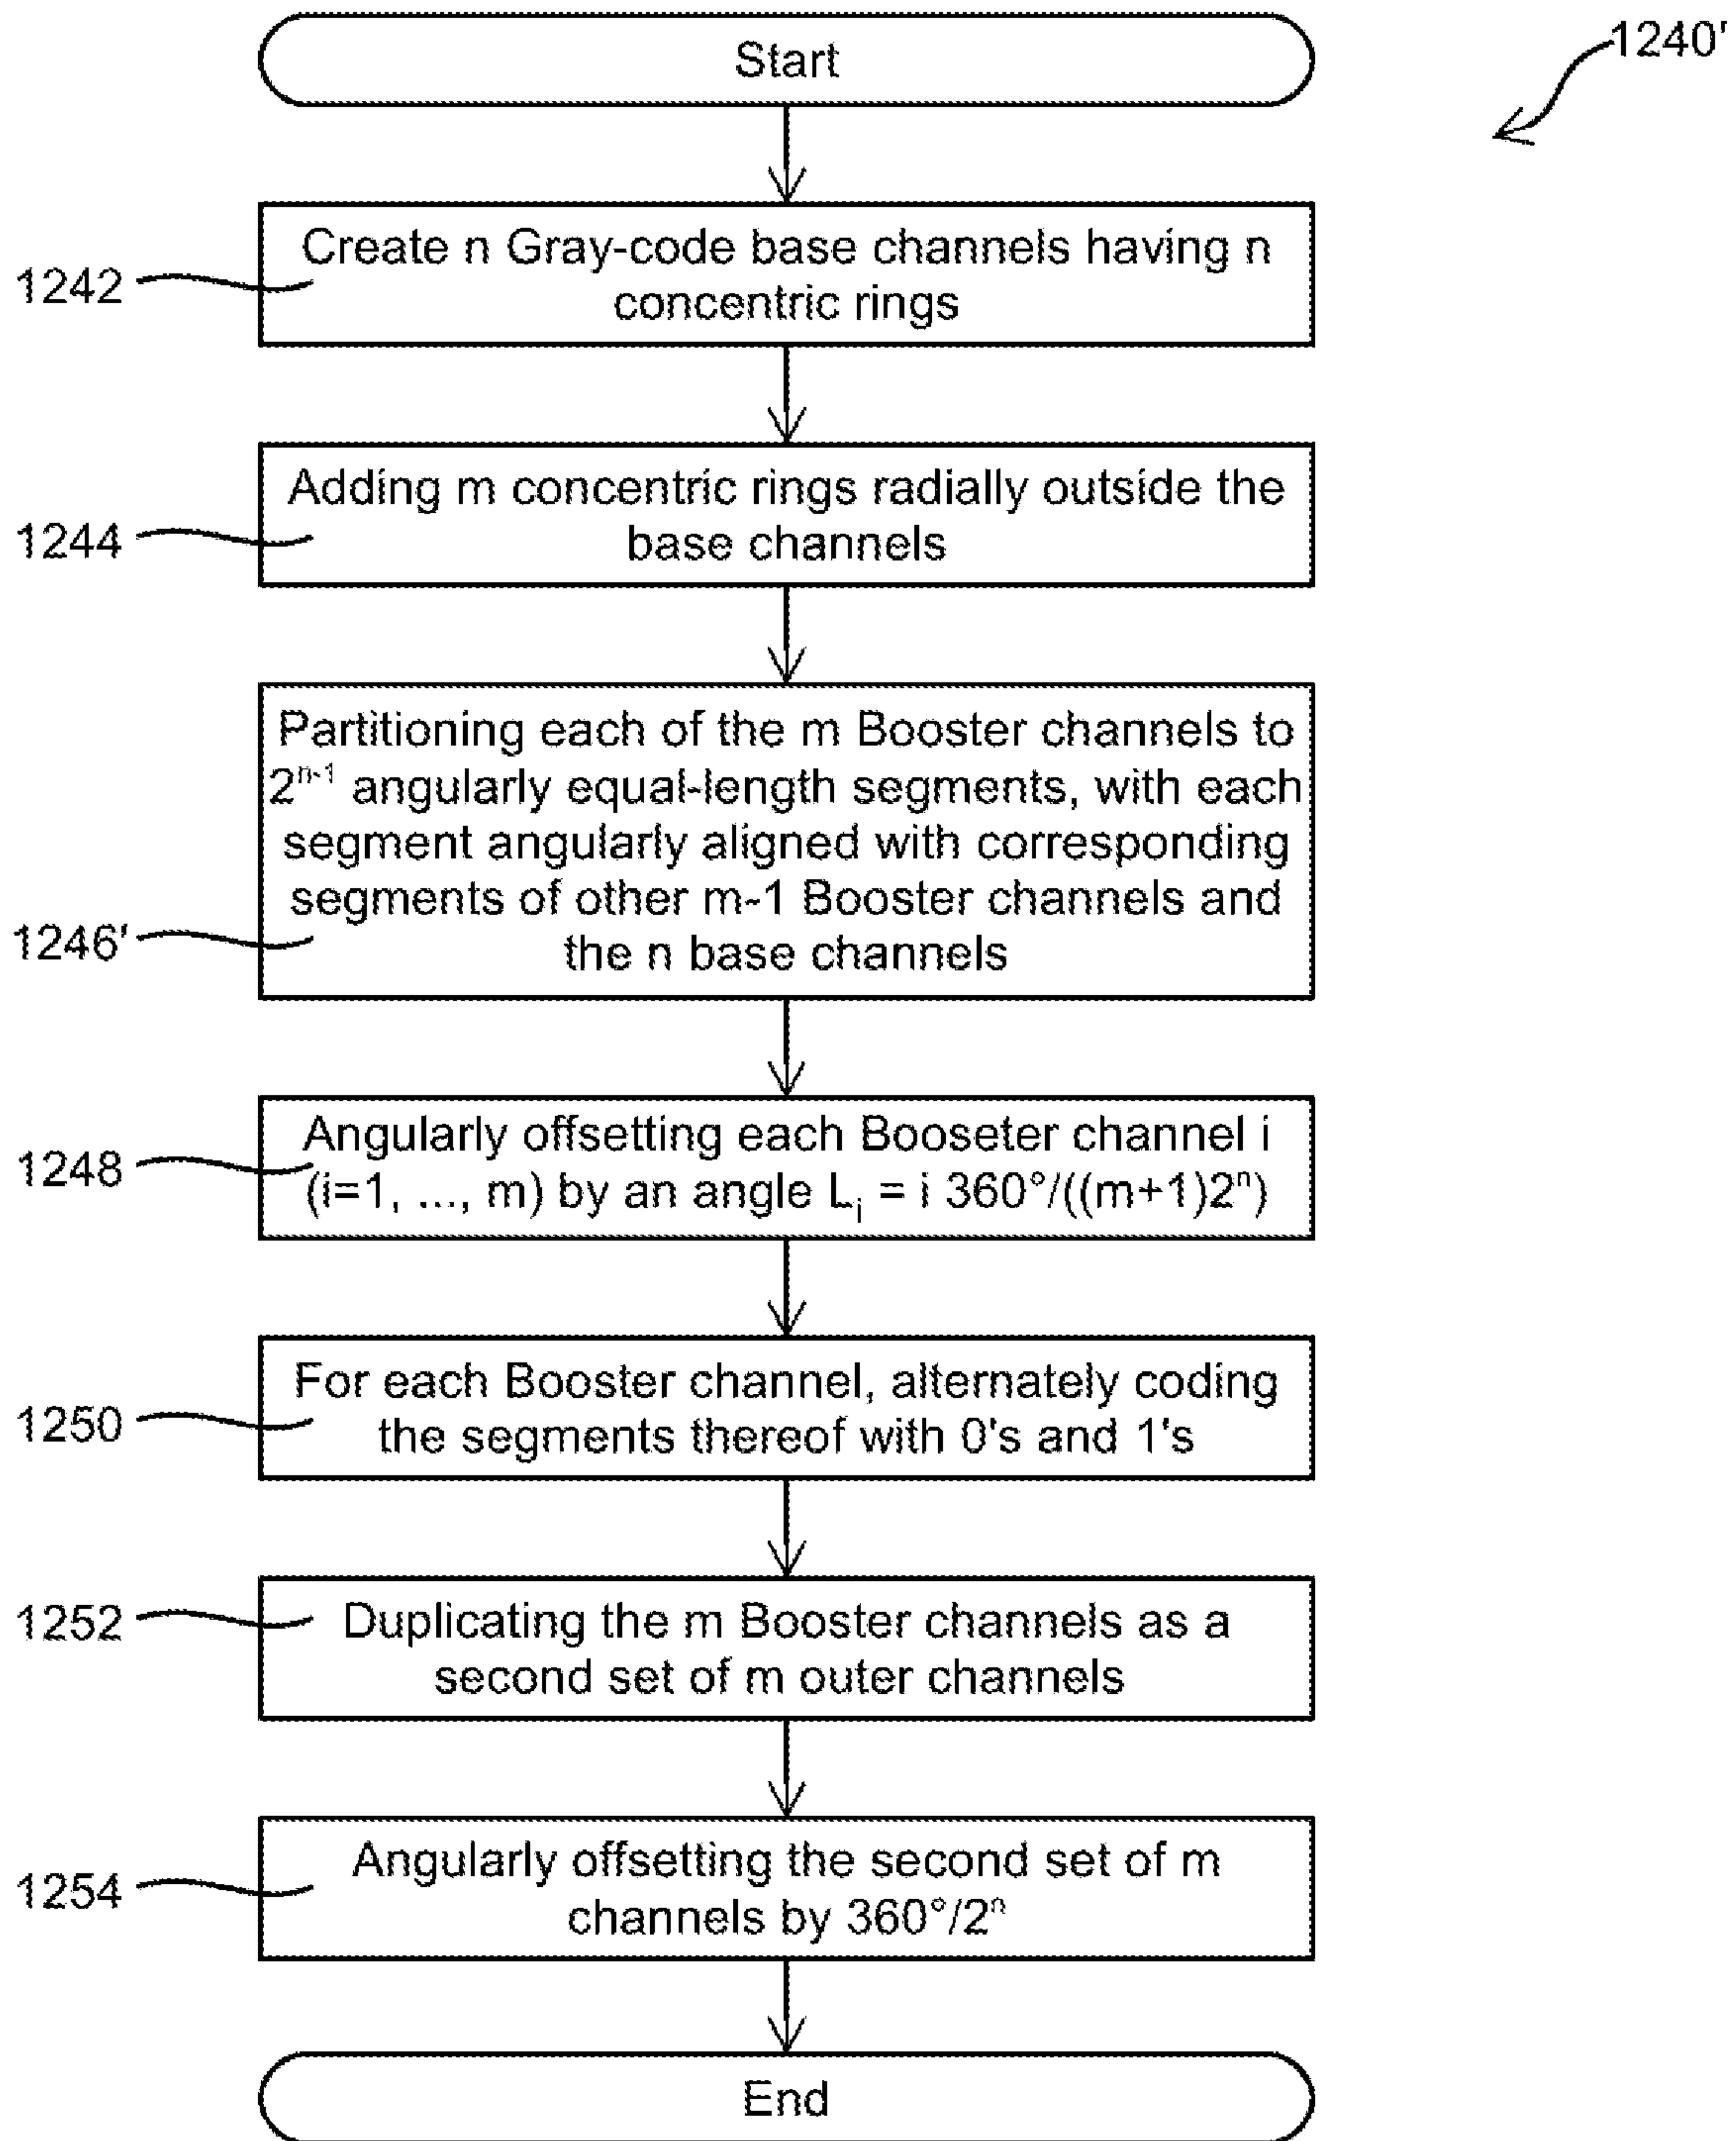 1240'
Start
1242
Create n Gray-code base channels having n
concentric rings
1244
Adding m concentric rings radially outside the
base channels
1246'
Partitioning each of the m Booster channels to
2ⁿ⁻¹ angularly equal-length segments, with each
segment angularly aligned with corresponding
segments of other m-1 Booster channels and
the n base channels
1248
Angularly offsetting each Booseter channel i
(i=1, ..., m) by an angle Lᵢ = i 360°/((m+1)2ⁿ)
1250
For each Booster channel, alternately coding
the segments thereof with 0's and 1's
1252
Duplicating the m Booster channels as a
second set of m outer channels
1254
Angularly offsetting the second set of m
channels by 360°/2ⁿ
End